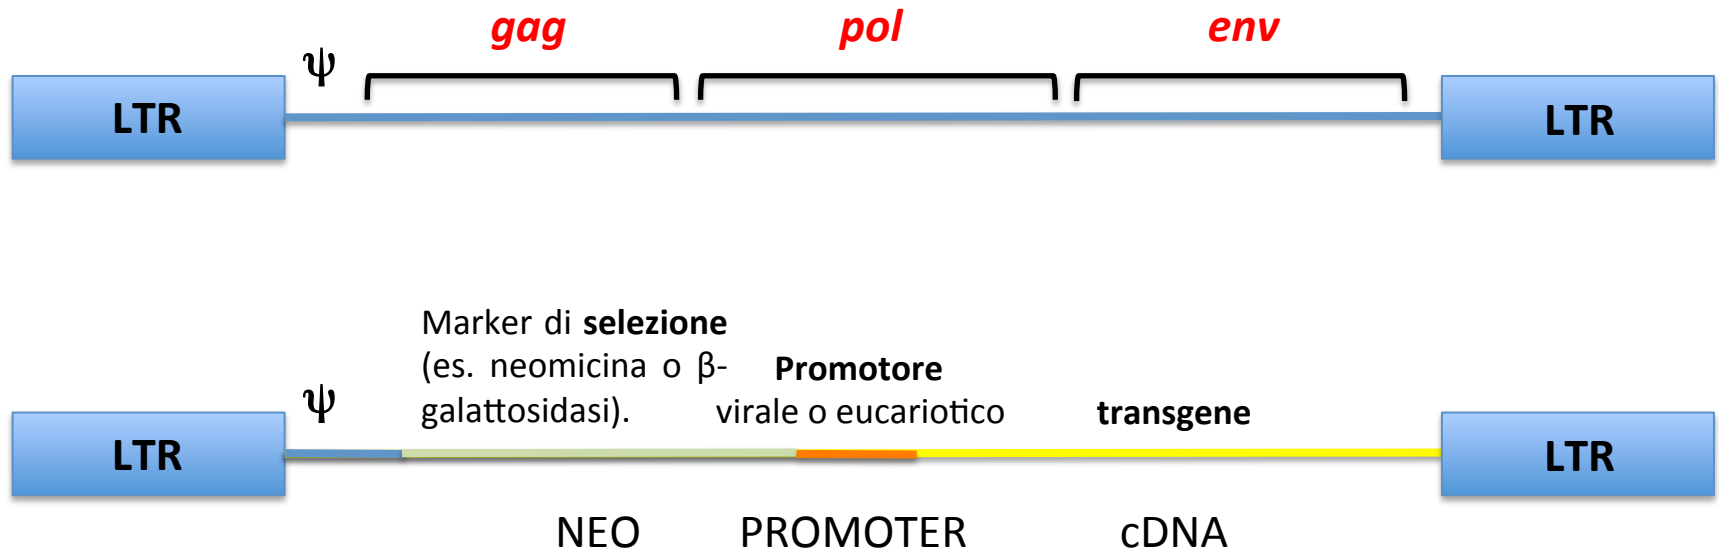 gag pol env
ψ
LTR LTR
Marker di selezione
(es. neomicina o β-
galattosidasi).
Promotore
virale o eucariotico
transgene
ψ
LTR LTR
NEO PROMOTER cDNA